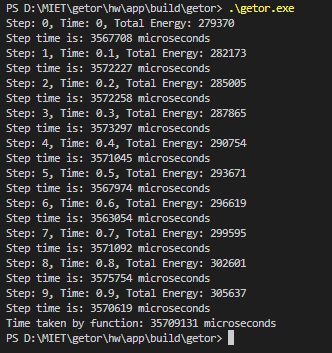 PS D:\MIET\getor\hw\app\build\getor> .\getor.exe
Step: 0, Time: 0, Total Energy: 279370
Step time is: 3567708 microseconds
Step: 1, Time: 0.1, Total Energy: 282173
Step time is: 3572227 microseconds
Step: 2, Time: 0.2, Total Energy: 285005
Step time is: 3572258 microseconds
Step: 3, Time: 0.3, Total Energy: 287865
Step time is: 3573297 microseconds
Step: 4, Time: 0.4, Total Energy: 290754
Step time is: 3571045 microseconds
Step: 5, Time: 0.5, Total Energy: 293671
Step time is: 3567974 microseconds
Step: 6, Time: 0.6, Total Energy: 296619
Step time is: 3563054 microseconds
Step: 7, Time: 0.7, Total Energy: 299595
Step time is: 3571092 microseconds
Step: 8, Time: 0.8, Total Energy: 302601
Step time is: 3575754 microseconds
Step: 9, Time: 0.9, Total Energy: 305637
Step time is: 3570619 microseconds
Time taken by function: 35709131 microseconds
PS D:\MIET\getor\hw\app\build\getor>